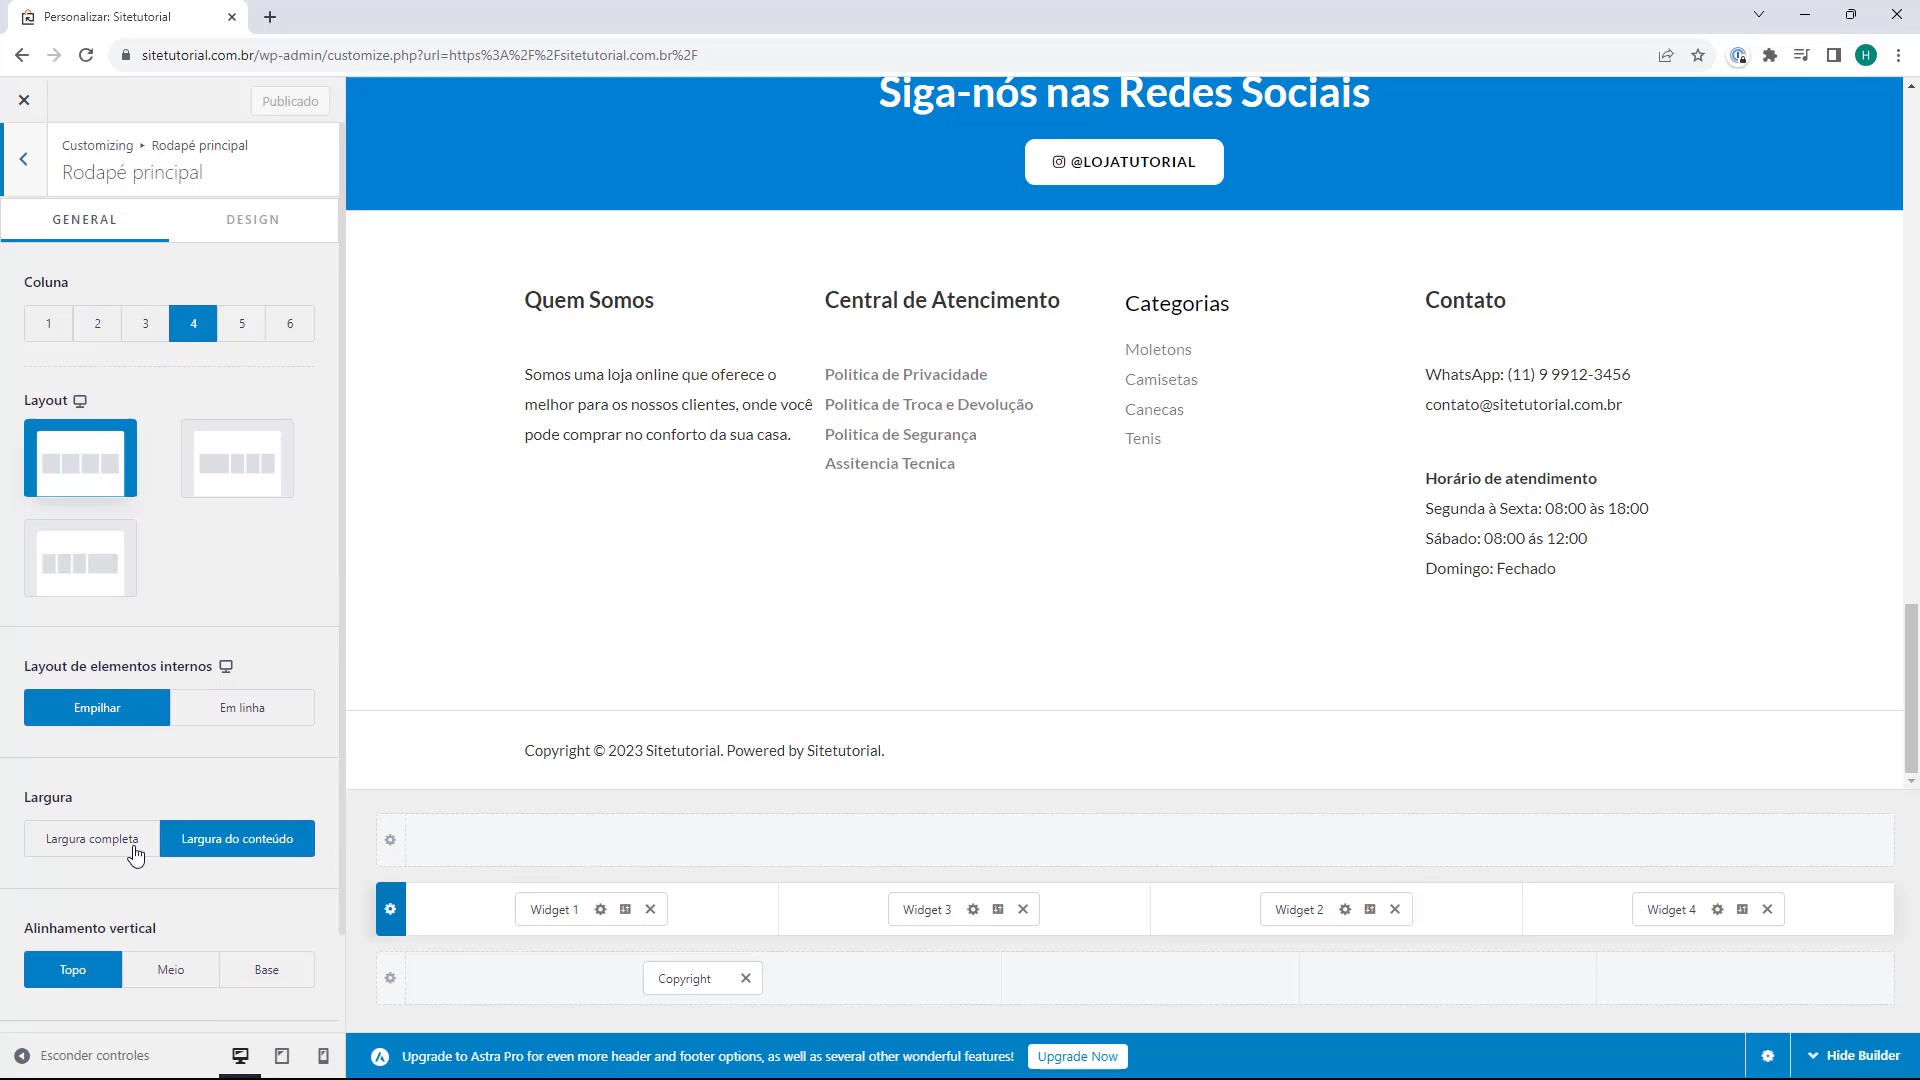 Personalizar: Sitetutorial
sitetutorial.com.br/wp-admin/customize.php?url=https%3A%2F%2Fsitetutorial.com.br%2F
H
Publicado
Customizing ▸ Rodapé principal
Rodapé principal
GENERAL
DESIGN
Coluna
1 2 3 4 5 6
Layout
Layout de elementos internos
Empilhar
Em linha
Largura
Largura completa
Largura do conteúdo
Alinhamento vertical
Topo
Meio
Base
Esconder controles
Siga-nós nas Redes Sociais
@LOJATUTORIAL
Quem Somos
Somos uma loja online que oferece o
melhor para os nossos clientes, onde você
pode comprar no conforto da sua casa.
Central de Atencimento
Politica de Privacidade
Politica de Troca e Devolução
Politica de Segurança
Assitencia Tecnica
Categorias
Moletons
Camisetas
Canecas
Tenis
Contato
WhatsApp: (11) 9 9912-3456
contato@sitetutorial.com.br
Horário de atendimento
Segunda à Sexta: 08:00 às 18:00
Sábado: 08:00 ás 12:00
Domingo: Fechado
Copyright © 2023 Sitetutorial. Powered by Sitetutorial.
Widget 1
Widget 3
Widget 2
Widget 4
Copyright
Upgrade to Astra Pro for even more header and footer options, as well as several other wonderful features!
Upgrade Now
Hide Builder